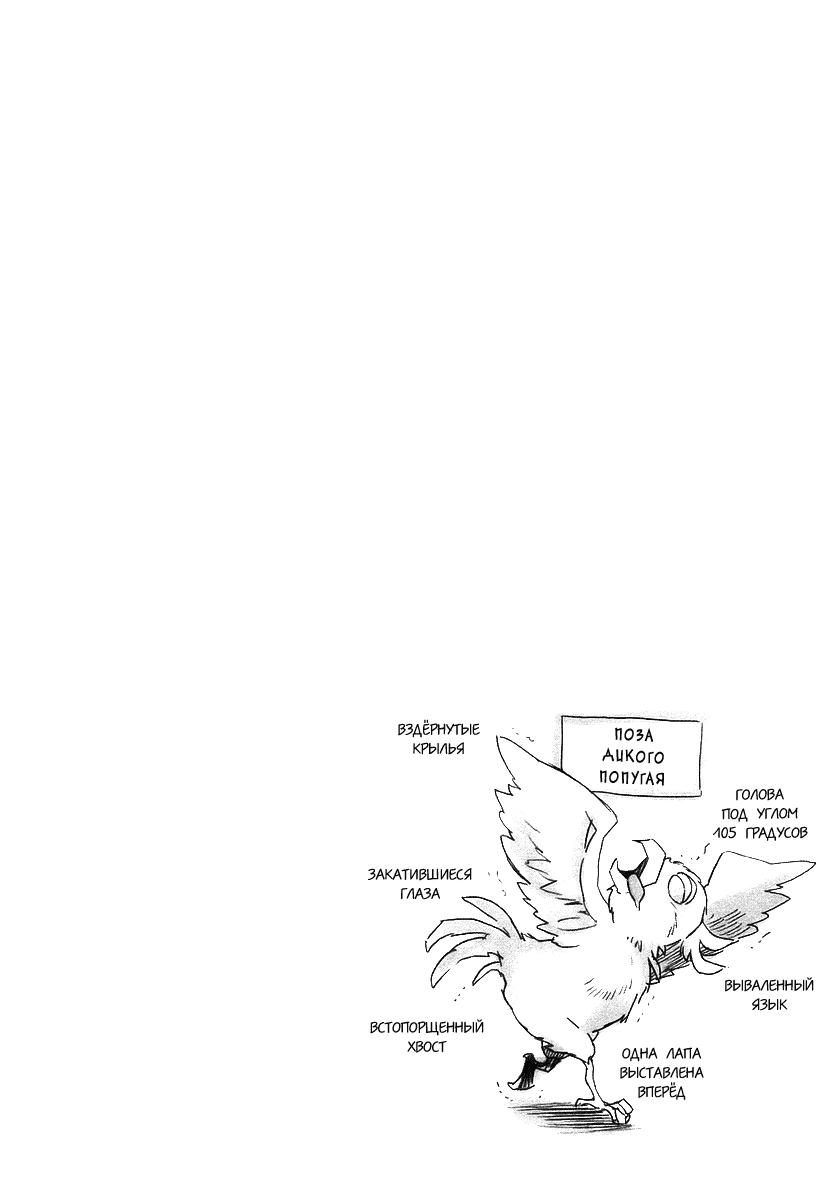 ВЗДЁРНУТЫЕ
КРЫЛЬЯ
ПОЗА
ДИКОГО
ПОПУГАЯ
ГОЛОВА
ПОД УГЛОМ
105 ГРАДУСОВ
ЗАКАТИВШИЕСЯ
ГЛАЗА
ВЫВАЛЕННЫЙ
ЯЗЫК
ВСТОПОРЩЕННЫЙ
ХВОСТ
ОДНА ЛАПА
ВЫСТАВЛЕНА
ВПЕРЁД